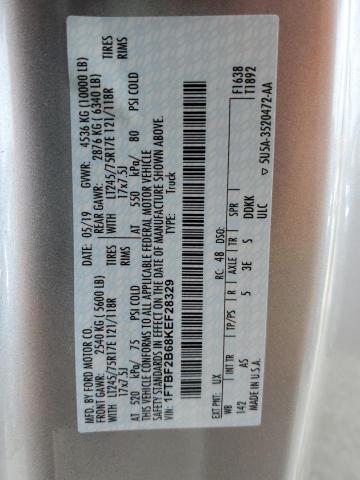 MFD. BY FORD MOTOR CO.
DATE: 05/19 GVWR: 4536 KG (10000 LB)
FRONT GAWR: 2540 KG (5600 LB) REAR GAWR: 2876 KG (6340 LB)
WITH LT245/75R17E 121/118R TIRES WITH LT245/75R17E 121/118R TIRES
17x7.5J RIMS 17x7.5J RIMS
AT 520 kPa/ 75 PSI COLD AT 550 kPa/ 80 PSI COLD
THIS VEHICLE CONFORMS TO ALL APPLICABLE FEDERAL MOTOR VEHICLE
SAFETY STANDARDS IN EFFECT ON THE DATE OF MANUFACTURE SHOWN ABOVE.
VIN: 1FTBF2B68KEF28329
TYPE: Truck
F1638
T1892
EXT PNT: UX RC: 48 DSO:
WB INT TR TP/PS R AXLE TR SPR
142 AS 5 3E S DDKK
ULC
MADE IN U.S.A. ▽ 5U5A-3520472-AA